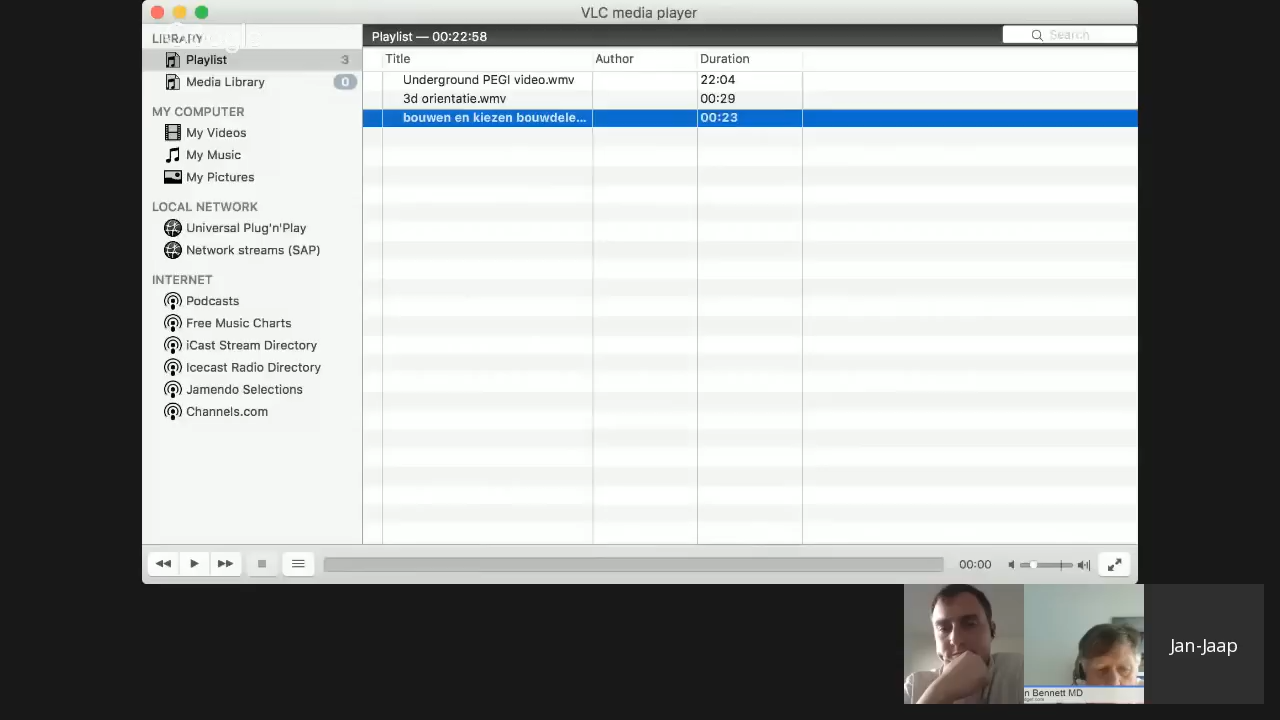 VLC media player
LIBRARY
Playlist 3
Media Library 0
MY COMPUTER
My Videos
My Music
My Pictures
LOCAL NETWORK
Universal Plug'n'Play
Network streams (SAP)
INTERNET
Podcasts
Free Music Charts
iCast Stream Directory
Icecast Radio Directory
Jamendo Selections
Channels.com
Playlist — 00:22:58
Search
Title Author Duration
Underground PEGI video.wmv 22:04
3d orientatie.wmv 00:29
bouwen en kiezen bouwdele... 00:23
00:00
n Bennett MD
Jan-Jaap